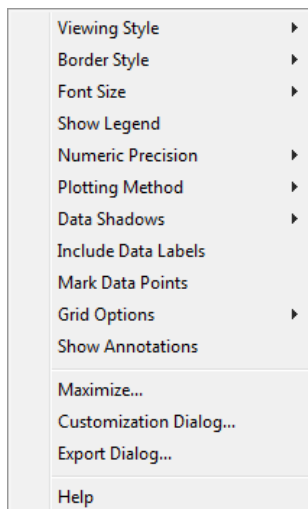 Viewing Style
Border Style
Font Size
Show Legend
Numeric Precision
Plotting Method
Data Shadows
Include Data Labels
Mark Data Points
Grid Options
Show Annotations
Maximize...
Customization Dialog...
Export Dialog...
Help